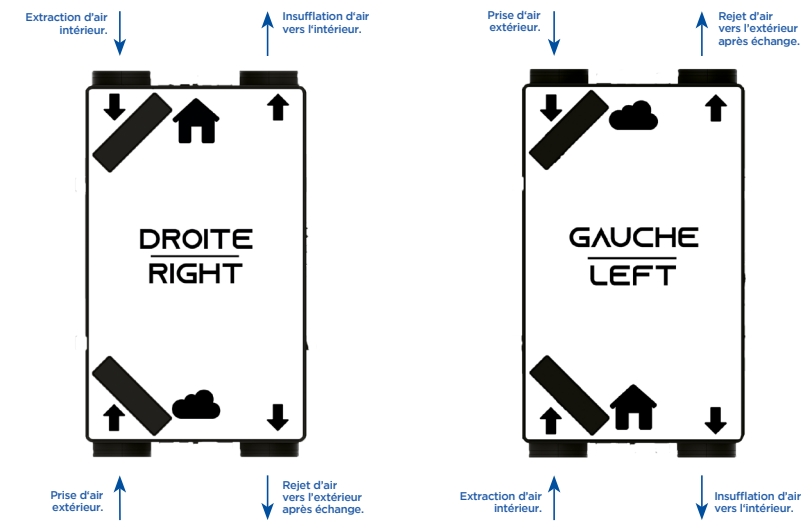 Extraction d'air
intérieur.
Insufflation d'air
vers l'intérieur.
Prise d'air
extérieur.
Rejet d'air
vers l'extérieur
après échange.
DROITE
RIGHT
GAUCHE
LEFT
Prise d'air
extérieur.
Rejet d'air
vers l'extérieur
après échange.
Extraction d'air
intérieur.
Insufflation d'air
vers l'intérieur.